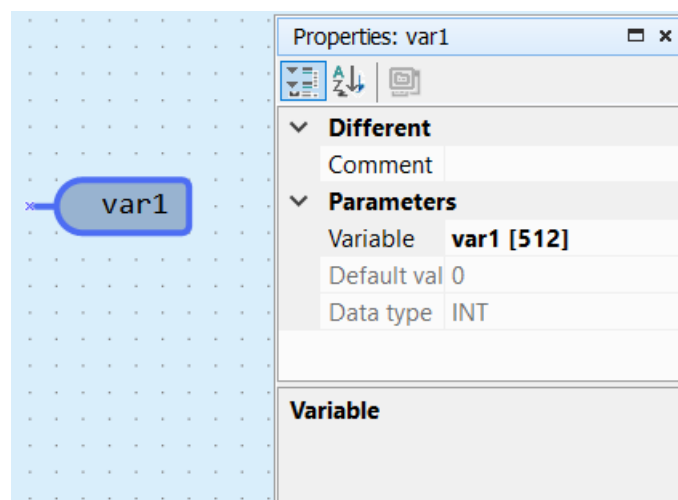 Properties: var1
Different
Comment
var1
Parameters
Variable var1 [512]
Default val 0
Data type INT
Variable